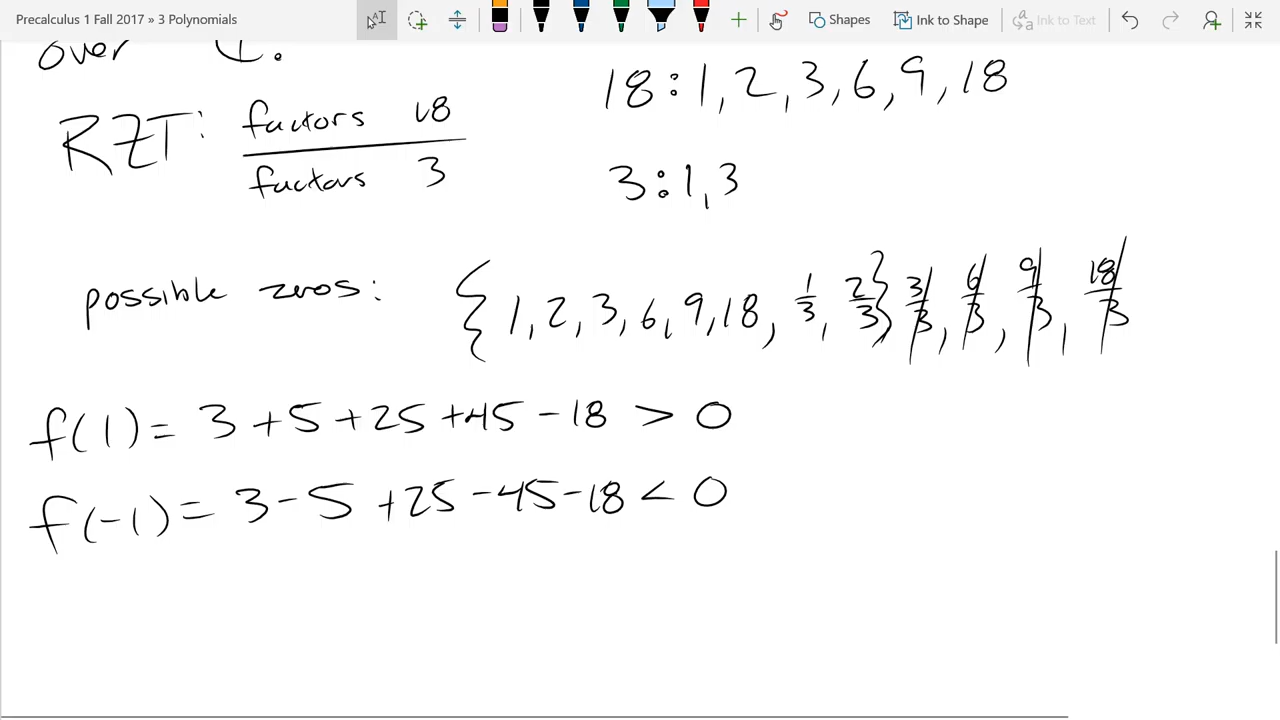 Precalculus 1 Fall 2017 » 3 Polynomials
Shapes
Ink to Shape
Ink to Text
over ℂ.
18 : 1, 2, 3, 6, 9, 18
RZT: factors 18 / factors 3
3 : 1, 3
possible zeros: { 1, 2, 3, 6, 9, 18, 1/3, 2/3 } 3/3, 6/3, 9/3, 18/3
f(1) = 3 + 5 + 25 + 45 - 18 > 0
f(-1) = 3 - 5 + 25 - 45 - 18 < 0